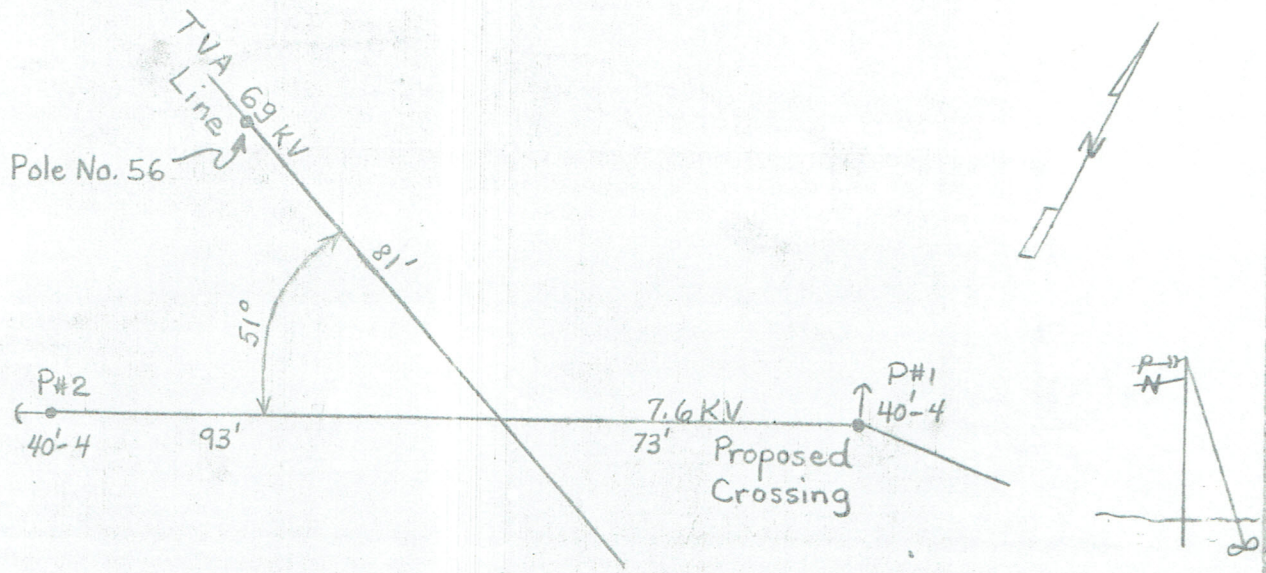 TVA 69 KV
Line
Pole No. 56
N
81'
51°
P#2
40'-4
93'
7.6 KV
73'
Proposed
Crossing
P#1
40'-4
P
N